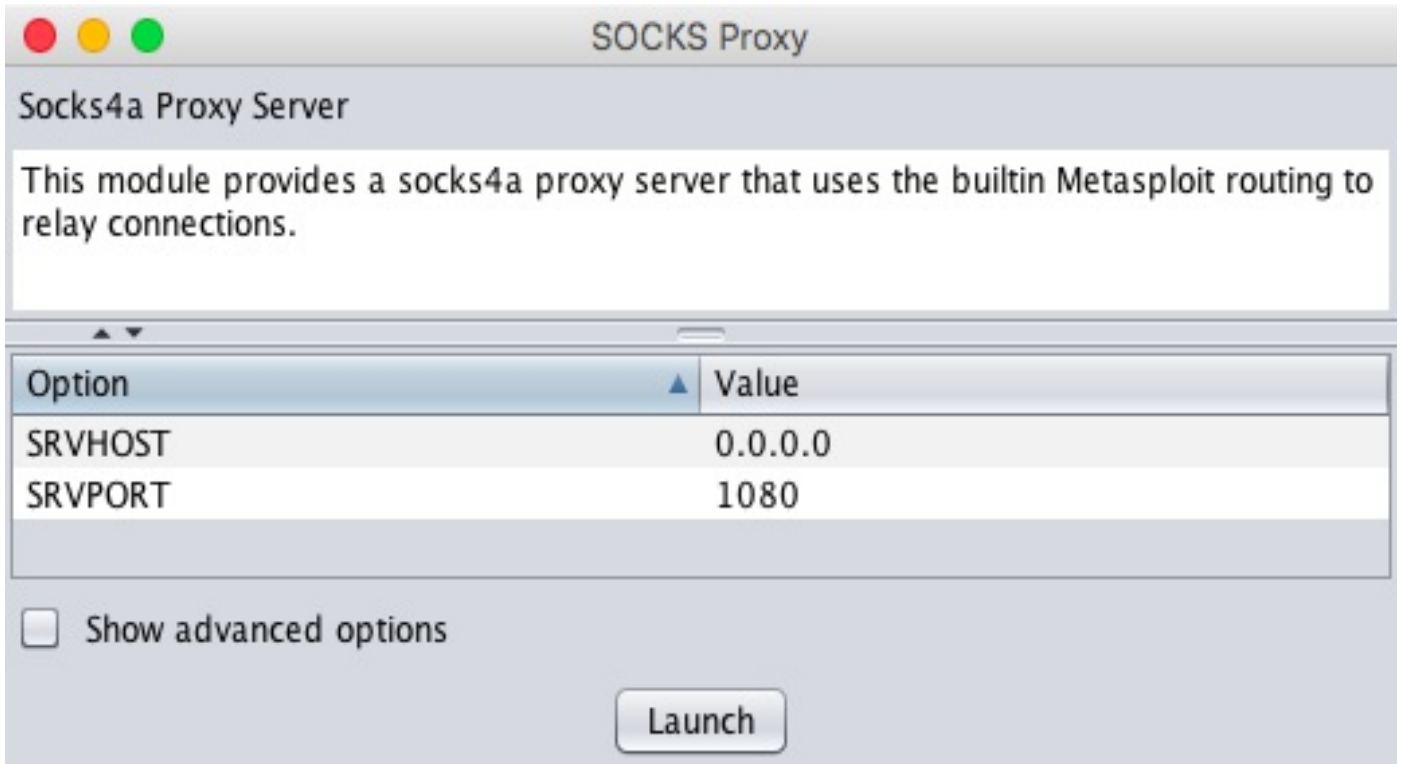 SOCKS Proxy
Socks4a Proxy Server
This module provides a socks4a proxy server that uses the builtin Metasploit routing to
relay connections.
Option Value
SRVHOST 0.0.0.0
SRVPORT 1080
Show advanced options
Launch